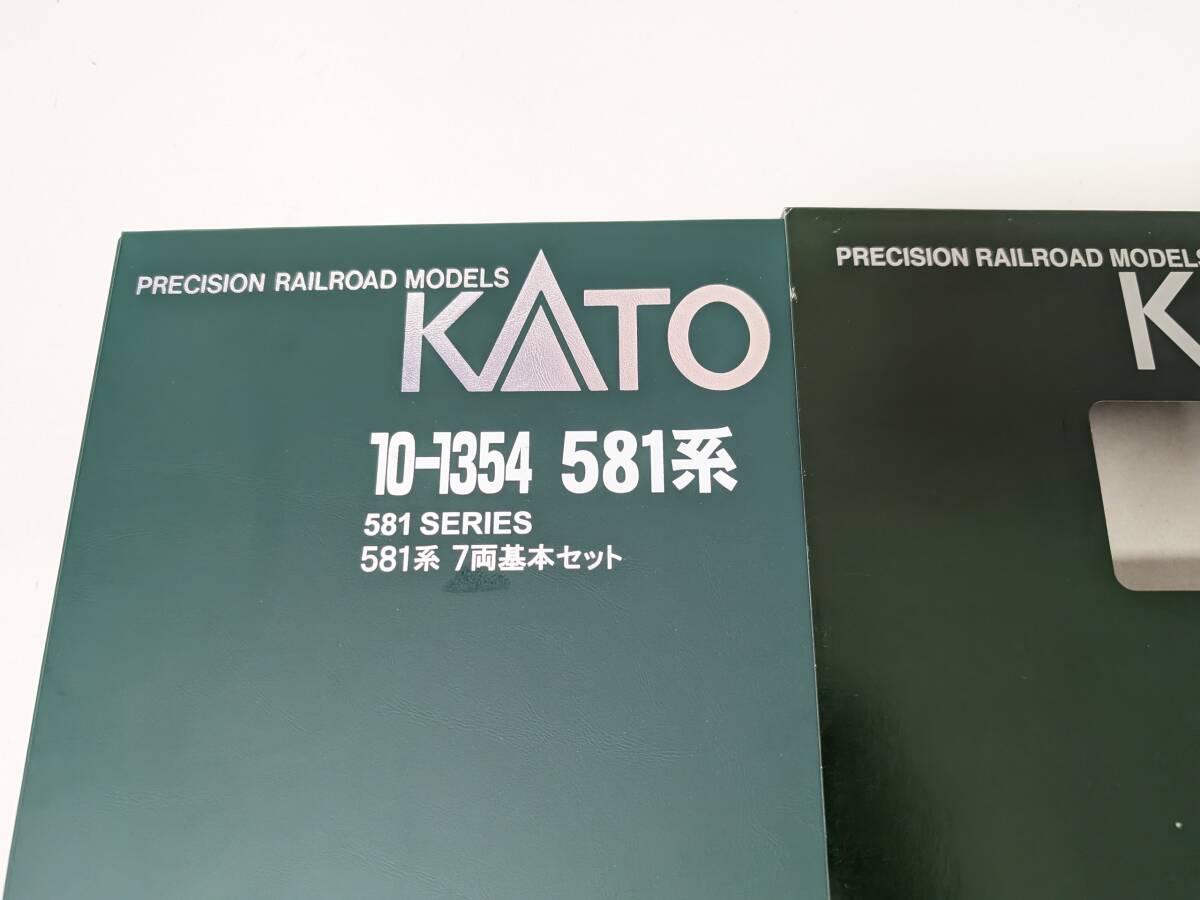 PRECISION RAILROAD MODELS
KATO
10-1354 581系
581 SERIES
581系 7両基本セット
PRECISION RAILROAD MODELS
K